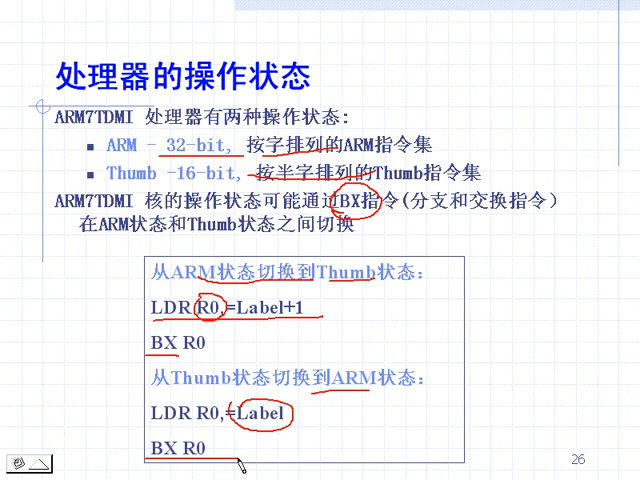 处理器的操作状态
ARM7TDMI 处理器有两种操作状态:
ARM - 32-bit, 按字排列的ARM指令集
Thumb -16-bit, 按半字排列的Thumb指令集
ARM7TDMI 核的操作状态可能通过BX指令(分支和交换指令)
在ARM状态和Thumb状态之间切换
从ARM状态切换到Thumb状态:
LDR R0,=Label+1
BX R0
从Thumb状态切换到ARM状态:
LDR R0,=Label
BX R0
26